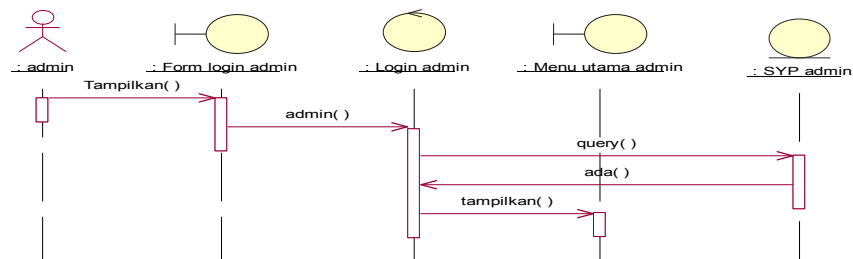 : admin
: Form login admin
: Login admin
: Menu utama admin
: SYP admin
Tampilkan( )
admin( )
query( )
ada( )
tampilkan( )